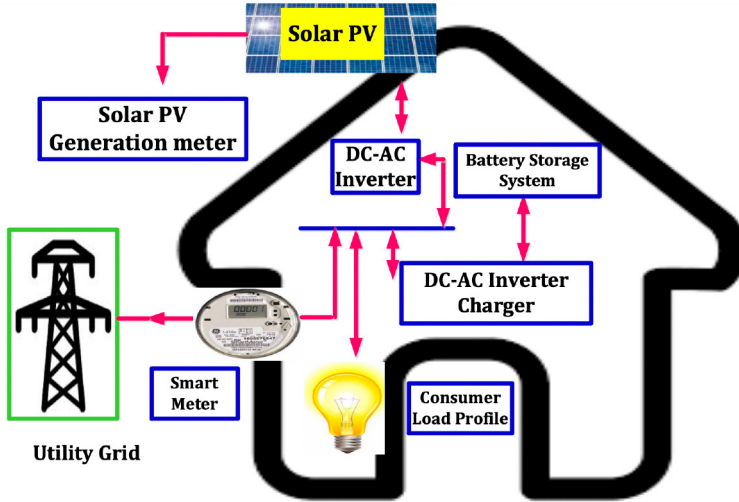 Solar PV
Solar PV
Generation meter
DC-AC
Inverter
Battery Storage
System
DC-AC Inverter
Charger
Smart
Meter
Consumer
Load Profile
Utility Grid